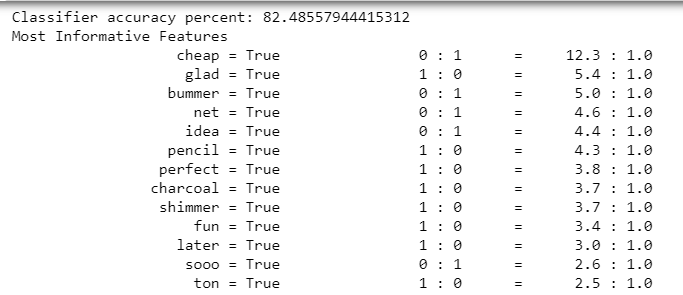 Classifier accuracy percent: 82.48557944415312
Most Informative Features
cheap = True 0 : 1 = 12.3 : 1.0
glad = True 1 : 0 = 5.4 : 1.0
bummer = True 0 : 1 = 5.0 : 1.0
net = True 0 : 1 = 4.6 : 1.0
idea = True 0 : 1 = 4.4 : 1.0
pencil = True 1 : 0 = 4.3 : 1.0
perfect = True 1 : 0 = 3.8 : 1.0
charcoal = True 1 : 0 = 3.7 : 1.0
shimmer = True 1 : 0 = 3.7 : 1.0
fun = True 1 : 0 = 3.4 : 1.0
later = True 1 : 0 = 3.0 : 1.0
sooo = True 0 : 1 = 2.6 : 1.0
ton = True 1 : 0 = 2.5 : 1.0